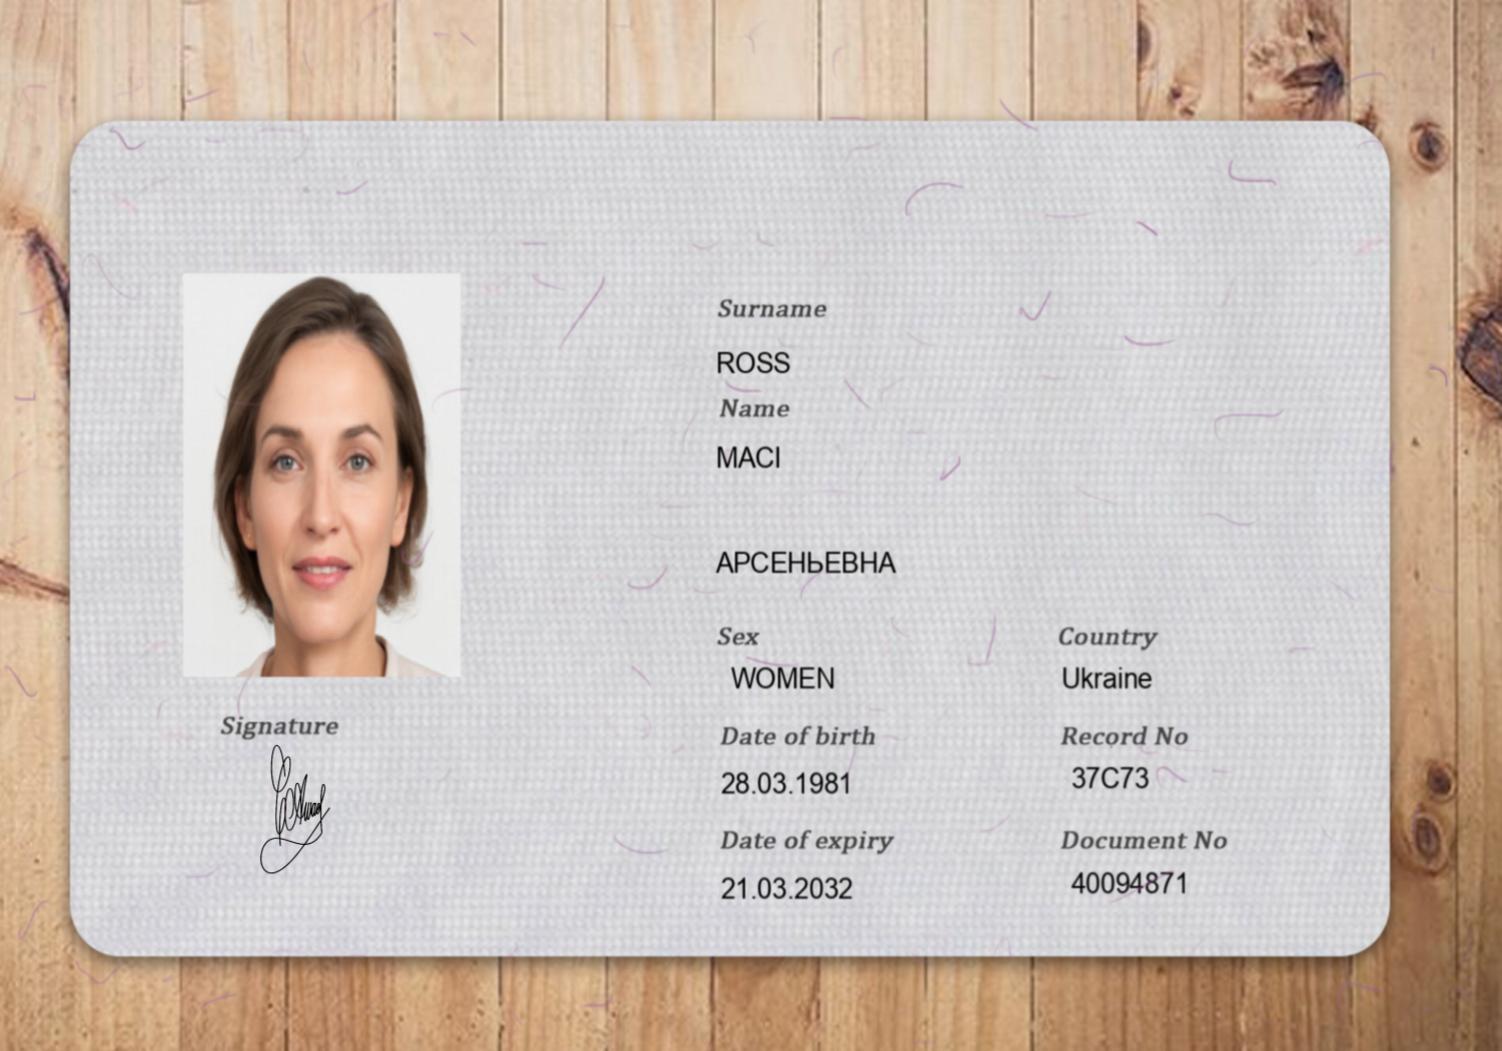 Surname
ROSS
Name
MACI
АРСЕНЬЕВНА
Sex
Country
WOMEN
Ukraine
Date of birth
Record No
28.03.1981
37C73
Date of expiry
Document No
21.03.2032
40094871
Signature